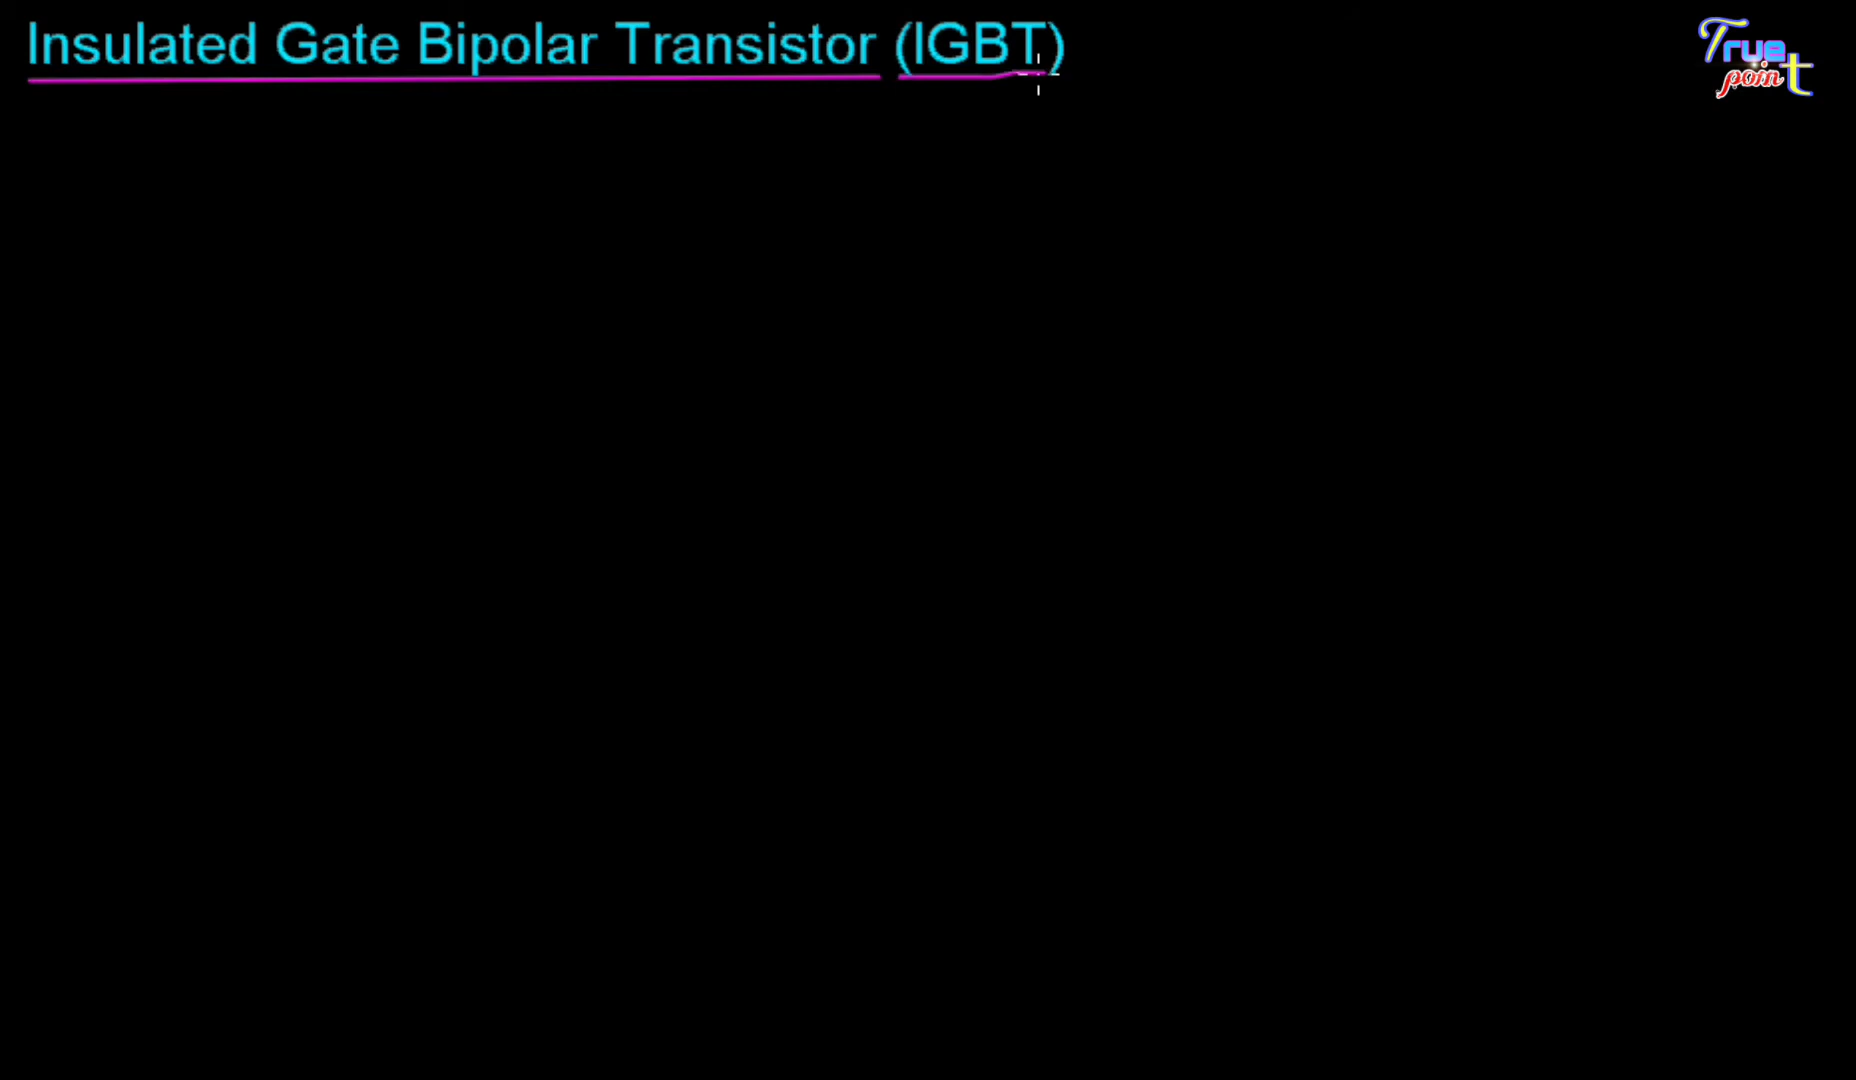 Insulated Gate Bipolar Transistor (IGBT)
True
point